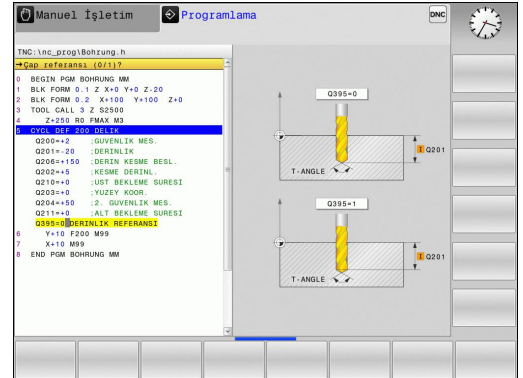 Manuel İşletim
Programlama
DNC
TNC:\nc_prog\Bohrung.h
→Çap referansı (0/1)?
0 BEGIN PGM BOHRUNG MM
1 BLK FORM 0.1 Z X+0 Y+0 Z-20
2 BLK FORM 0.2 X+100 Y+100 Z+0
3 TOOL CALL 3 Z S2500
4 Z+250 R0 FMAX M3
5 CYCL DEF 200 DELIK
Q200=+2 ;GUVENLIK MES.
Q201=-20 ;DERINLIK
Q206=+150 ;DERIN KESME BESL.
Q202=+5 ;KESME DERINL.
Q210=+0 ;UST BEKLEME SURESI
Q203=+0 ;YUZEY KOOR.
Q204=+50 ;2. GUVENLIK MES.
Q211=+0 ;ALT BEKLEME SURESI
Q395=0 DERINLIK REFERANSI
6 Y+10 F200 M99
7 X+10 M99
8 END PGM BOHRUNG MM
Q395=0
I Q201
T-ANGLE
Q395=1
I Q201
T-ANGLE